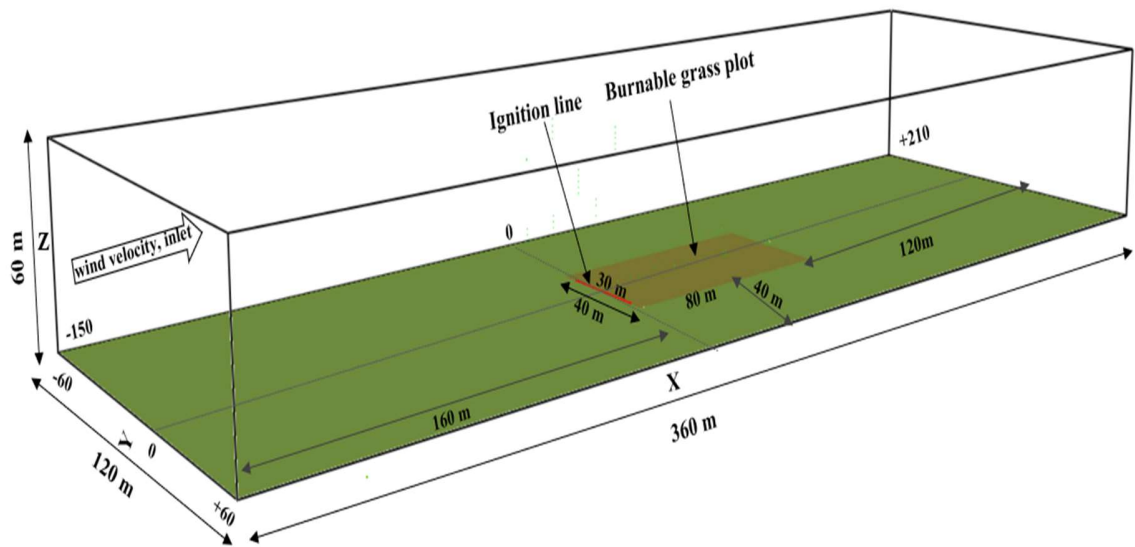 Burnable grass plot
Ignition line
+210
60 m
Z
wind velocity, inlet
0
120m
30 m
80 m
40 m
40 m
-150
-60
X
160 m
360 m
Y
0
120 m
+60